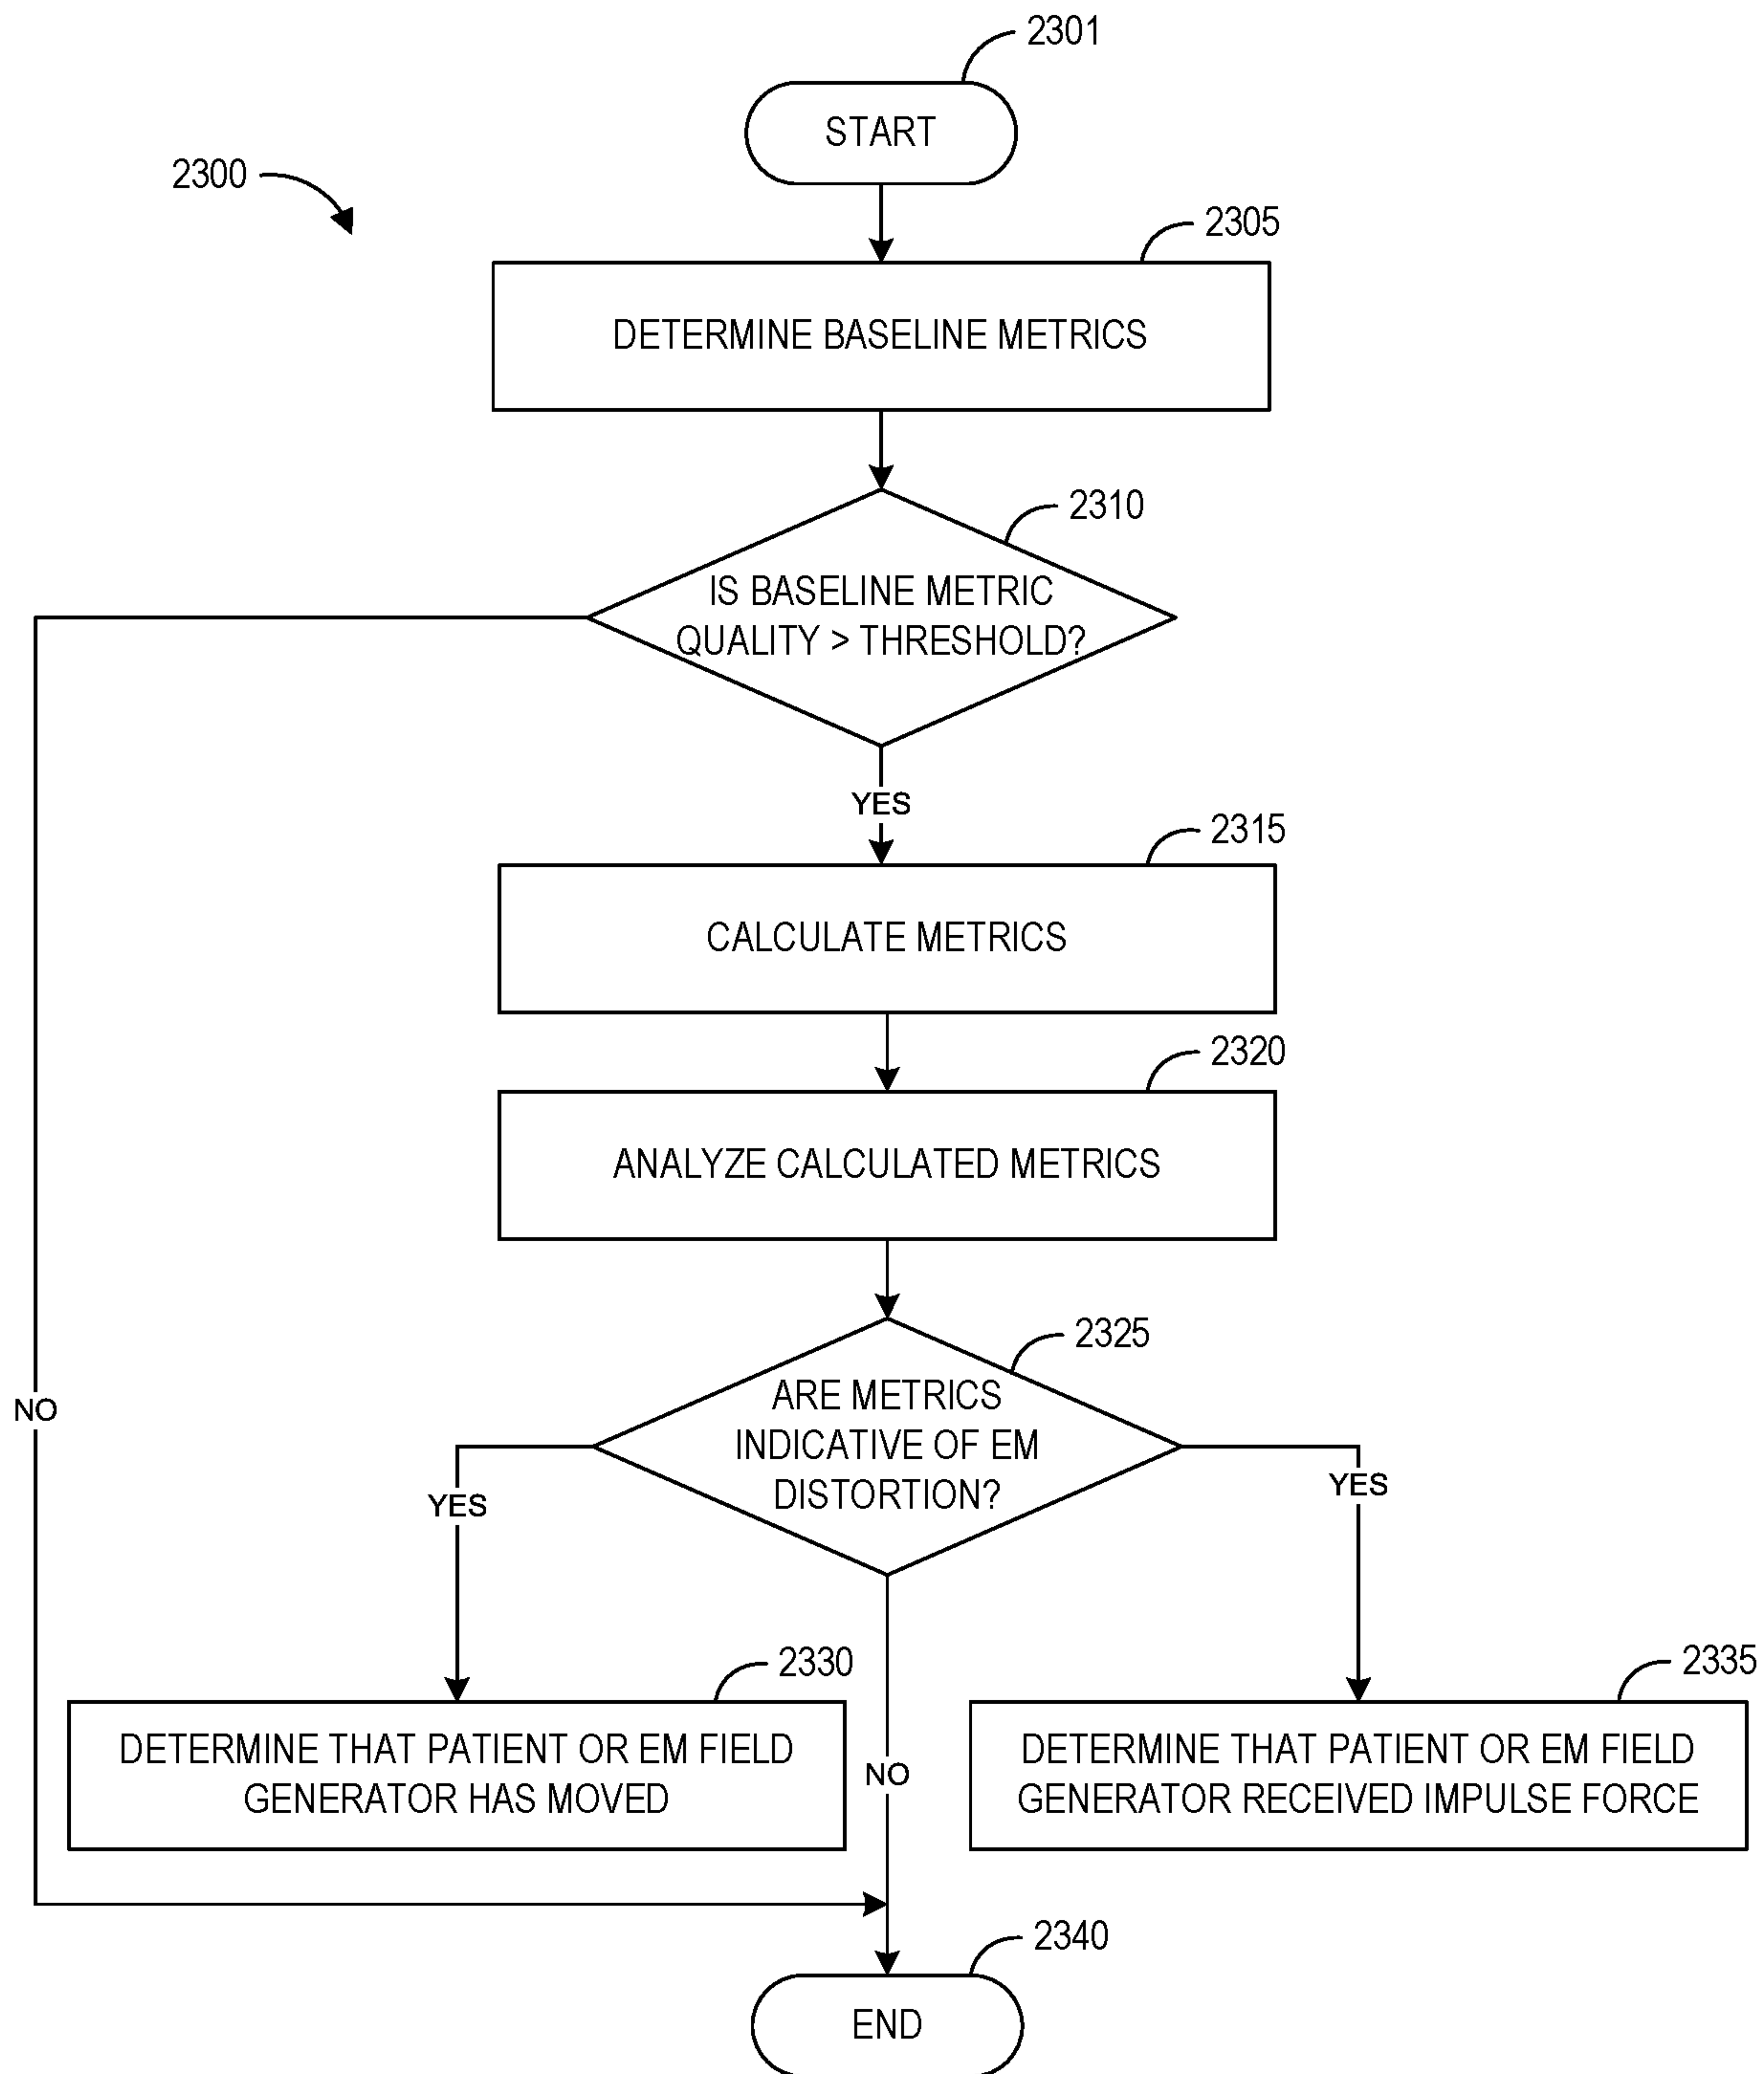 2301
START
2300
2305
DETERMINE BASELINE METRICS
2310
IS BASELINE METRIC
QUALITY > THRESHOLD?
YES
2315
CALCULATE METRICS
2320
ANALYZE CALCULATED METRICS
2325
ARE METRICS
INDICATIVE OF EM
DISTORTION?
NO
YES
YES
2330
DETERMINE THAT PATIENT OR EM FIELD
GENERATOR HAS MOVED
NO
2335
DETERMINE THAT PATIENT OR EM FIELD
GENERATOR RECEIVED IMPULSE FORCE
2340
END